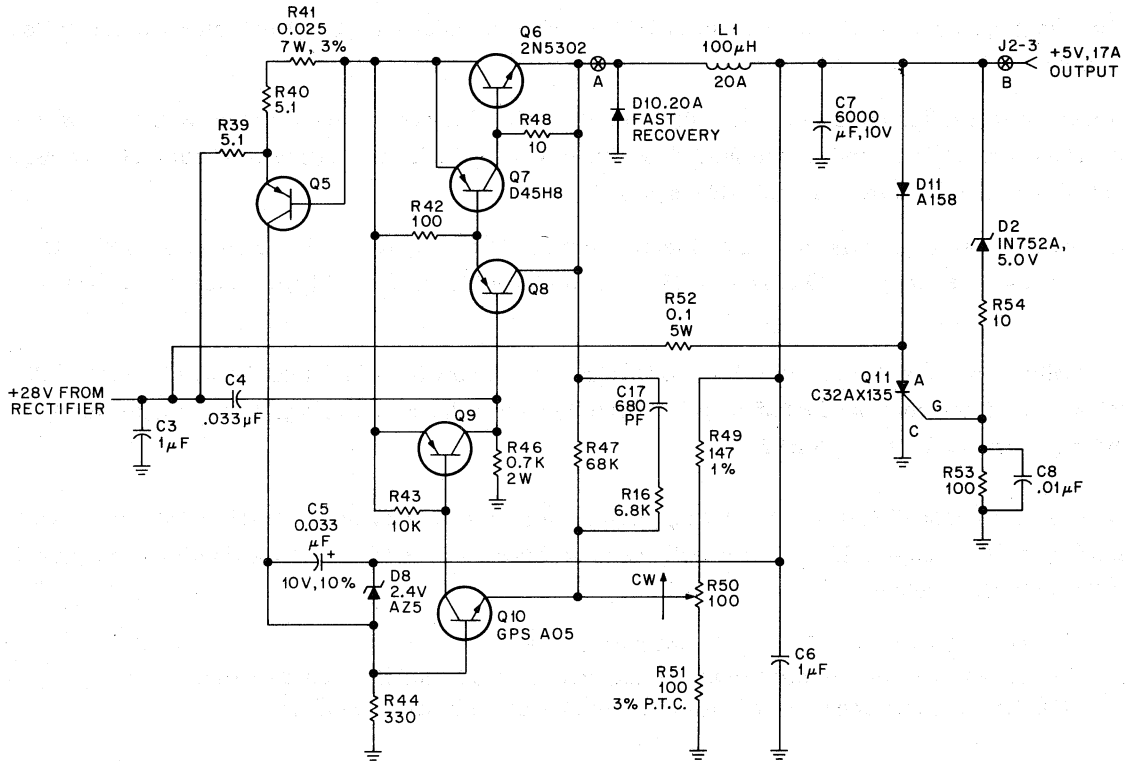 R41
0.025
7W, 3%
Q6
2N5302
L1
100µH
20A
J2-3
+5V,17A
OUTPUT
A
B
R40
5.1
R39
5.1
Q5
R48
10
D10.20A
FAST
RECOVERY
C7
6000
µF,10V
Q7
D45H8
R42
100
D11
A158
D2
IN752A,
5.0V
Q8
R52
0.1
5W
R54
10
+28V FROM
RECTIFIER
C4
.033µF
C3
1µF
Q11
C32AX135
A
G
C
Q9
C17
680
PF
R46
0.7K
2W
R47
68K
R49
147
1%
R53
100
C8
.01µF
R43
10K
R16
6.8K
C5
0.033
µF
+
10V,10%
D8
2.4V
AZ5
Q10
GPS A05
CW
R50
100
C6
1µF
R51
100
3% P.T.C.
R44
330